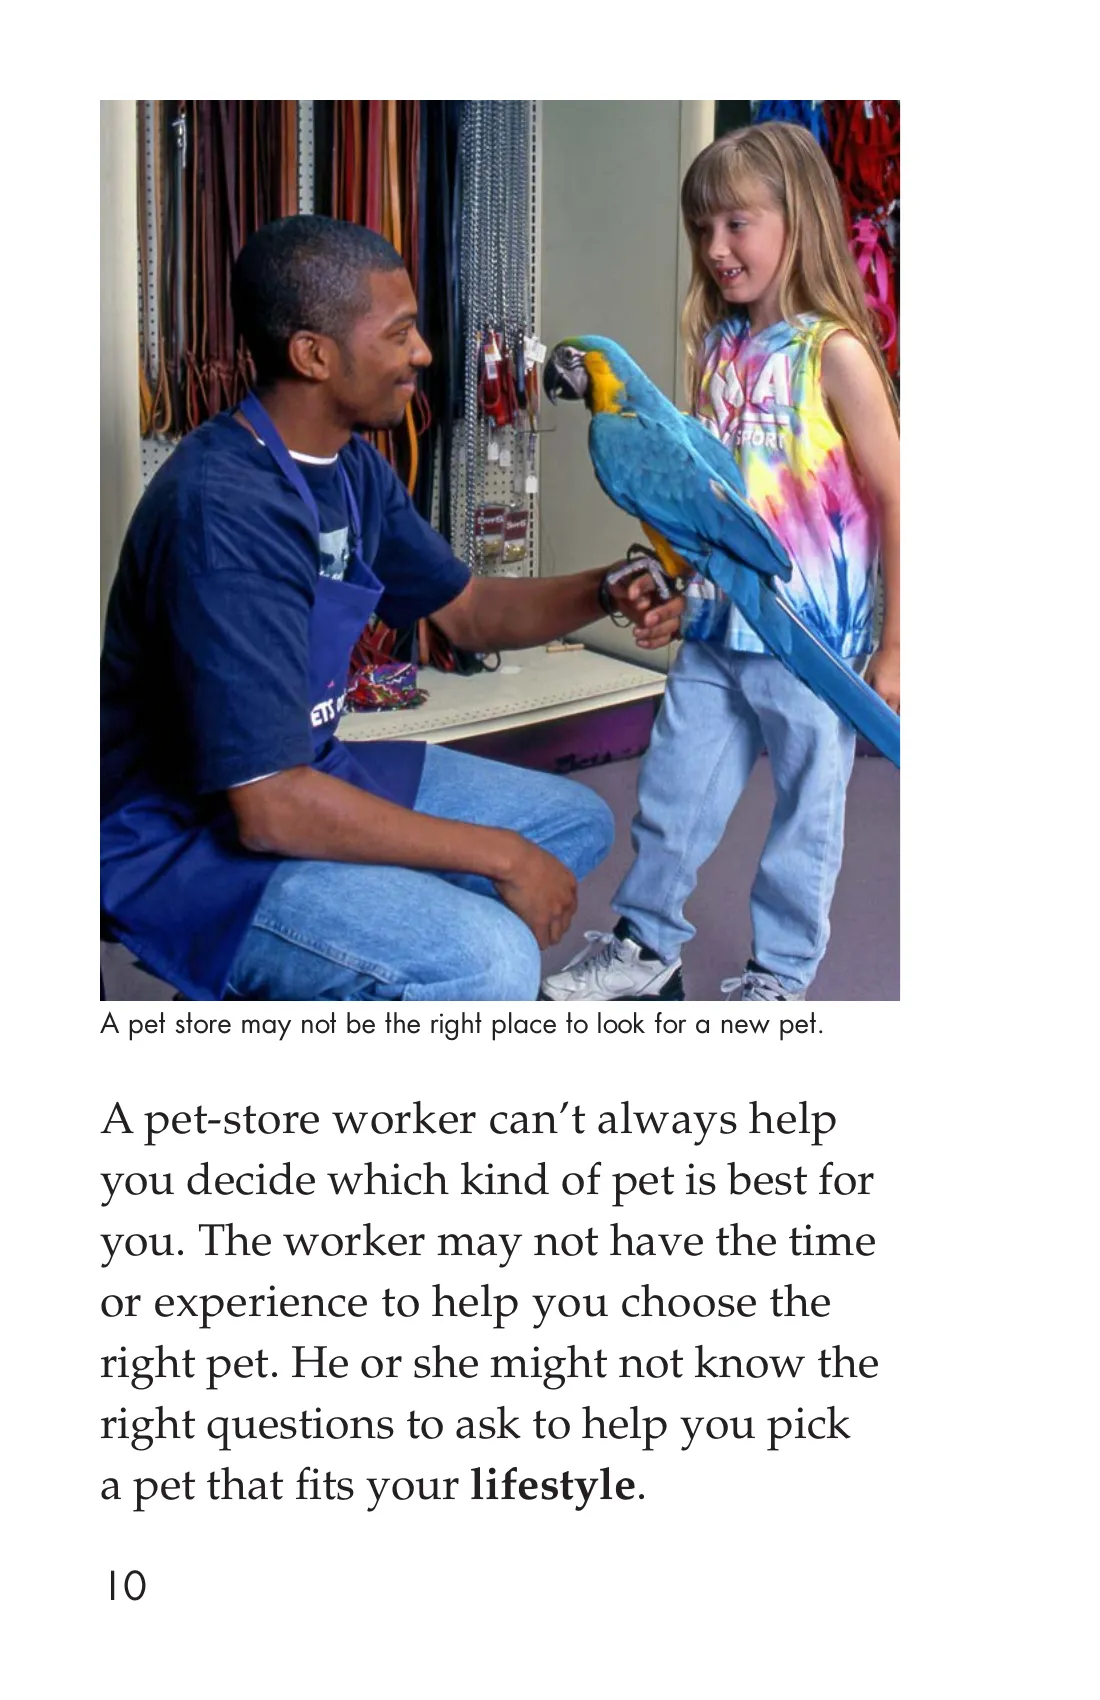 A
SPORT
ETS
A pet store may not be the right place to look for a new pet.
A pet-store worker can’t always help
you decide which kind of pet is best for
you. The worker may not have the time
or experience to help you choose the
right pet. He or she might not know the
right questions to ask to help you pick
a pet that fits your lifestyle.
10